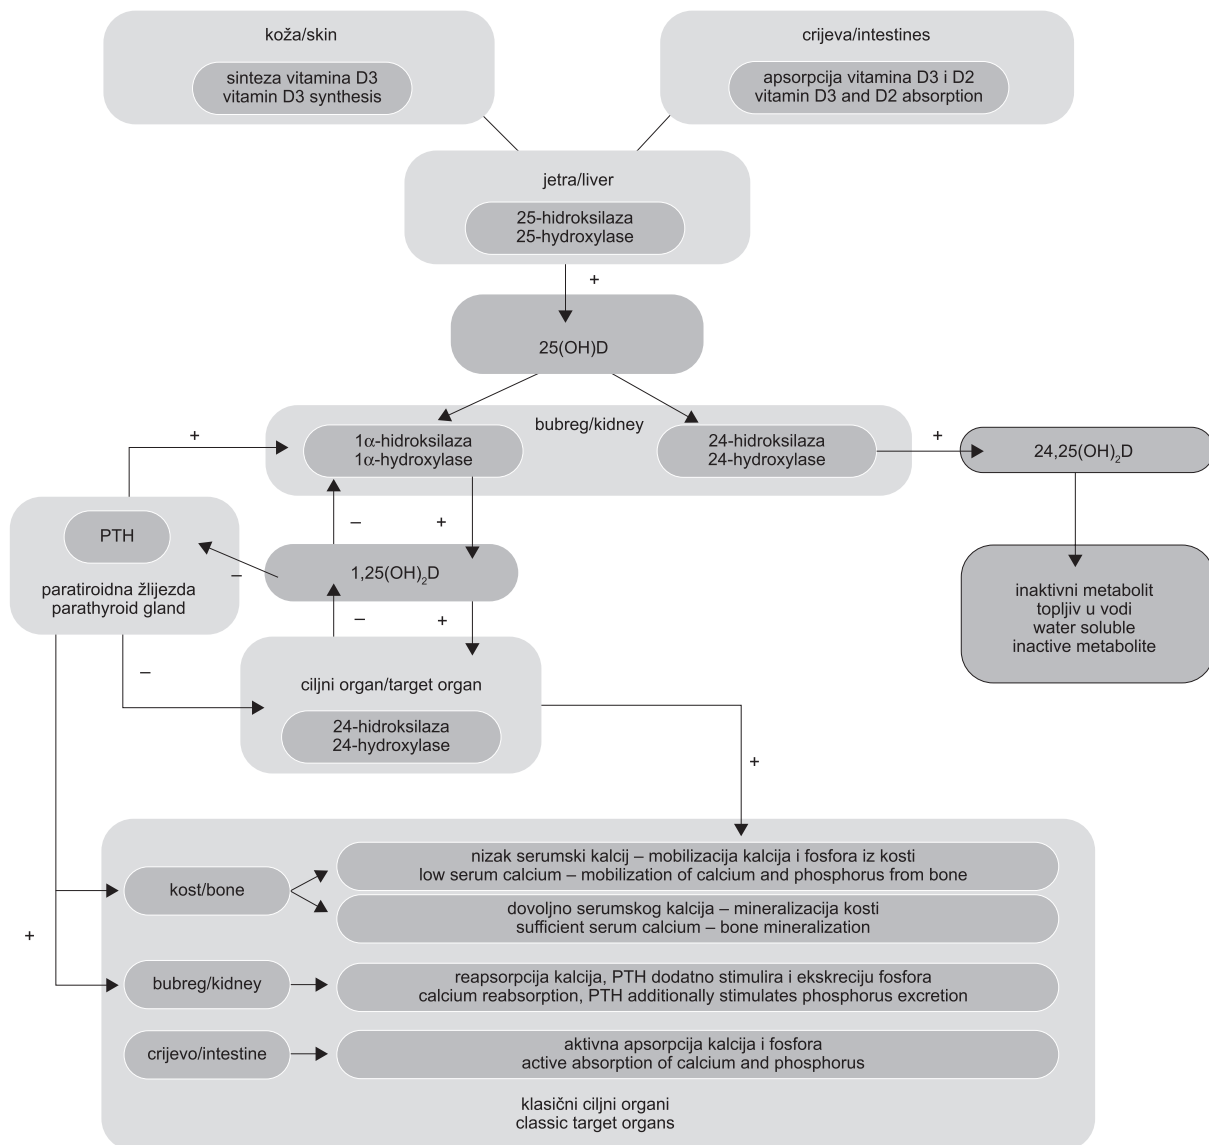 koža/skin
sinteza vitamina D3
vitamin D3 synthesis
crijeva/intestines
apsorpcija vitamina D3 i D2
vitamin D3 and D2 absorption
jetra/liver
25-hidroksilaza
25-hydroxylase
+
25(OH)D
bubreg/kidney
1α-hidroksilaza
1α-hydroxylase
24-hidroksilaza
24-hydroxylase
+
24,25(OH)₂D
+
PTH
paratiroidna žlijezda
parathyroid gland
–
+
–
1,25(OH)₂D
–
+
inaktivni metabolit
topljiv u vodi
water soluble
inactive metabolite
–
ciljni organ/target organ
24-hidroksilaza
24-hydroxylase
+
+
kost/bone
nizak serumski kalcij – mobilizacija kalcija i fosfora iz kosti
low serum calcium – mobilization of calcium and phosphorus from bone
dovoljno serumskog kalcija – mineralizacija kosti
sufficient serum calcium – bone mineralization
bubreg/kidney
reapsorpcija kalcija, PTH dodatno stimulira i ekskreciju fosfora
calcium reabsorption, PTH additionally stimulates phosphorus excretion
crijevo/intestine
aktivna apsorpcija kalcija i fosfora
active absorption of calcium and phosphorus
klasični ciljni organi
classic target organs